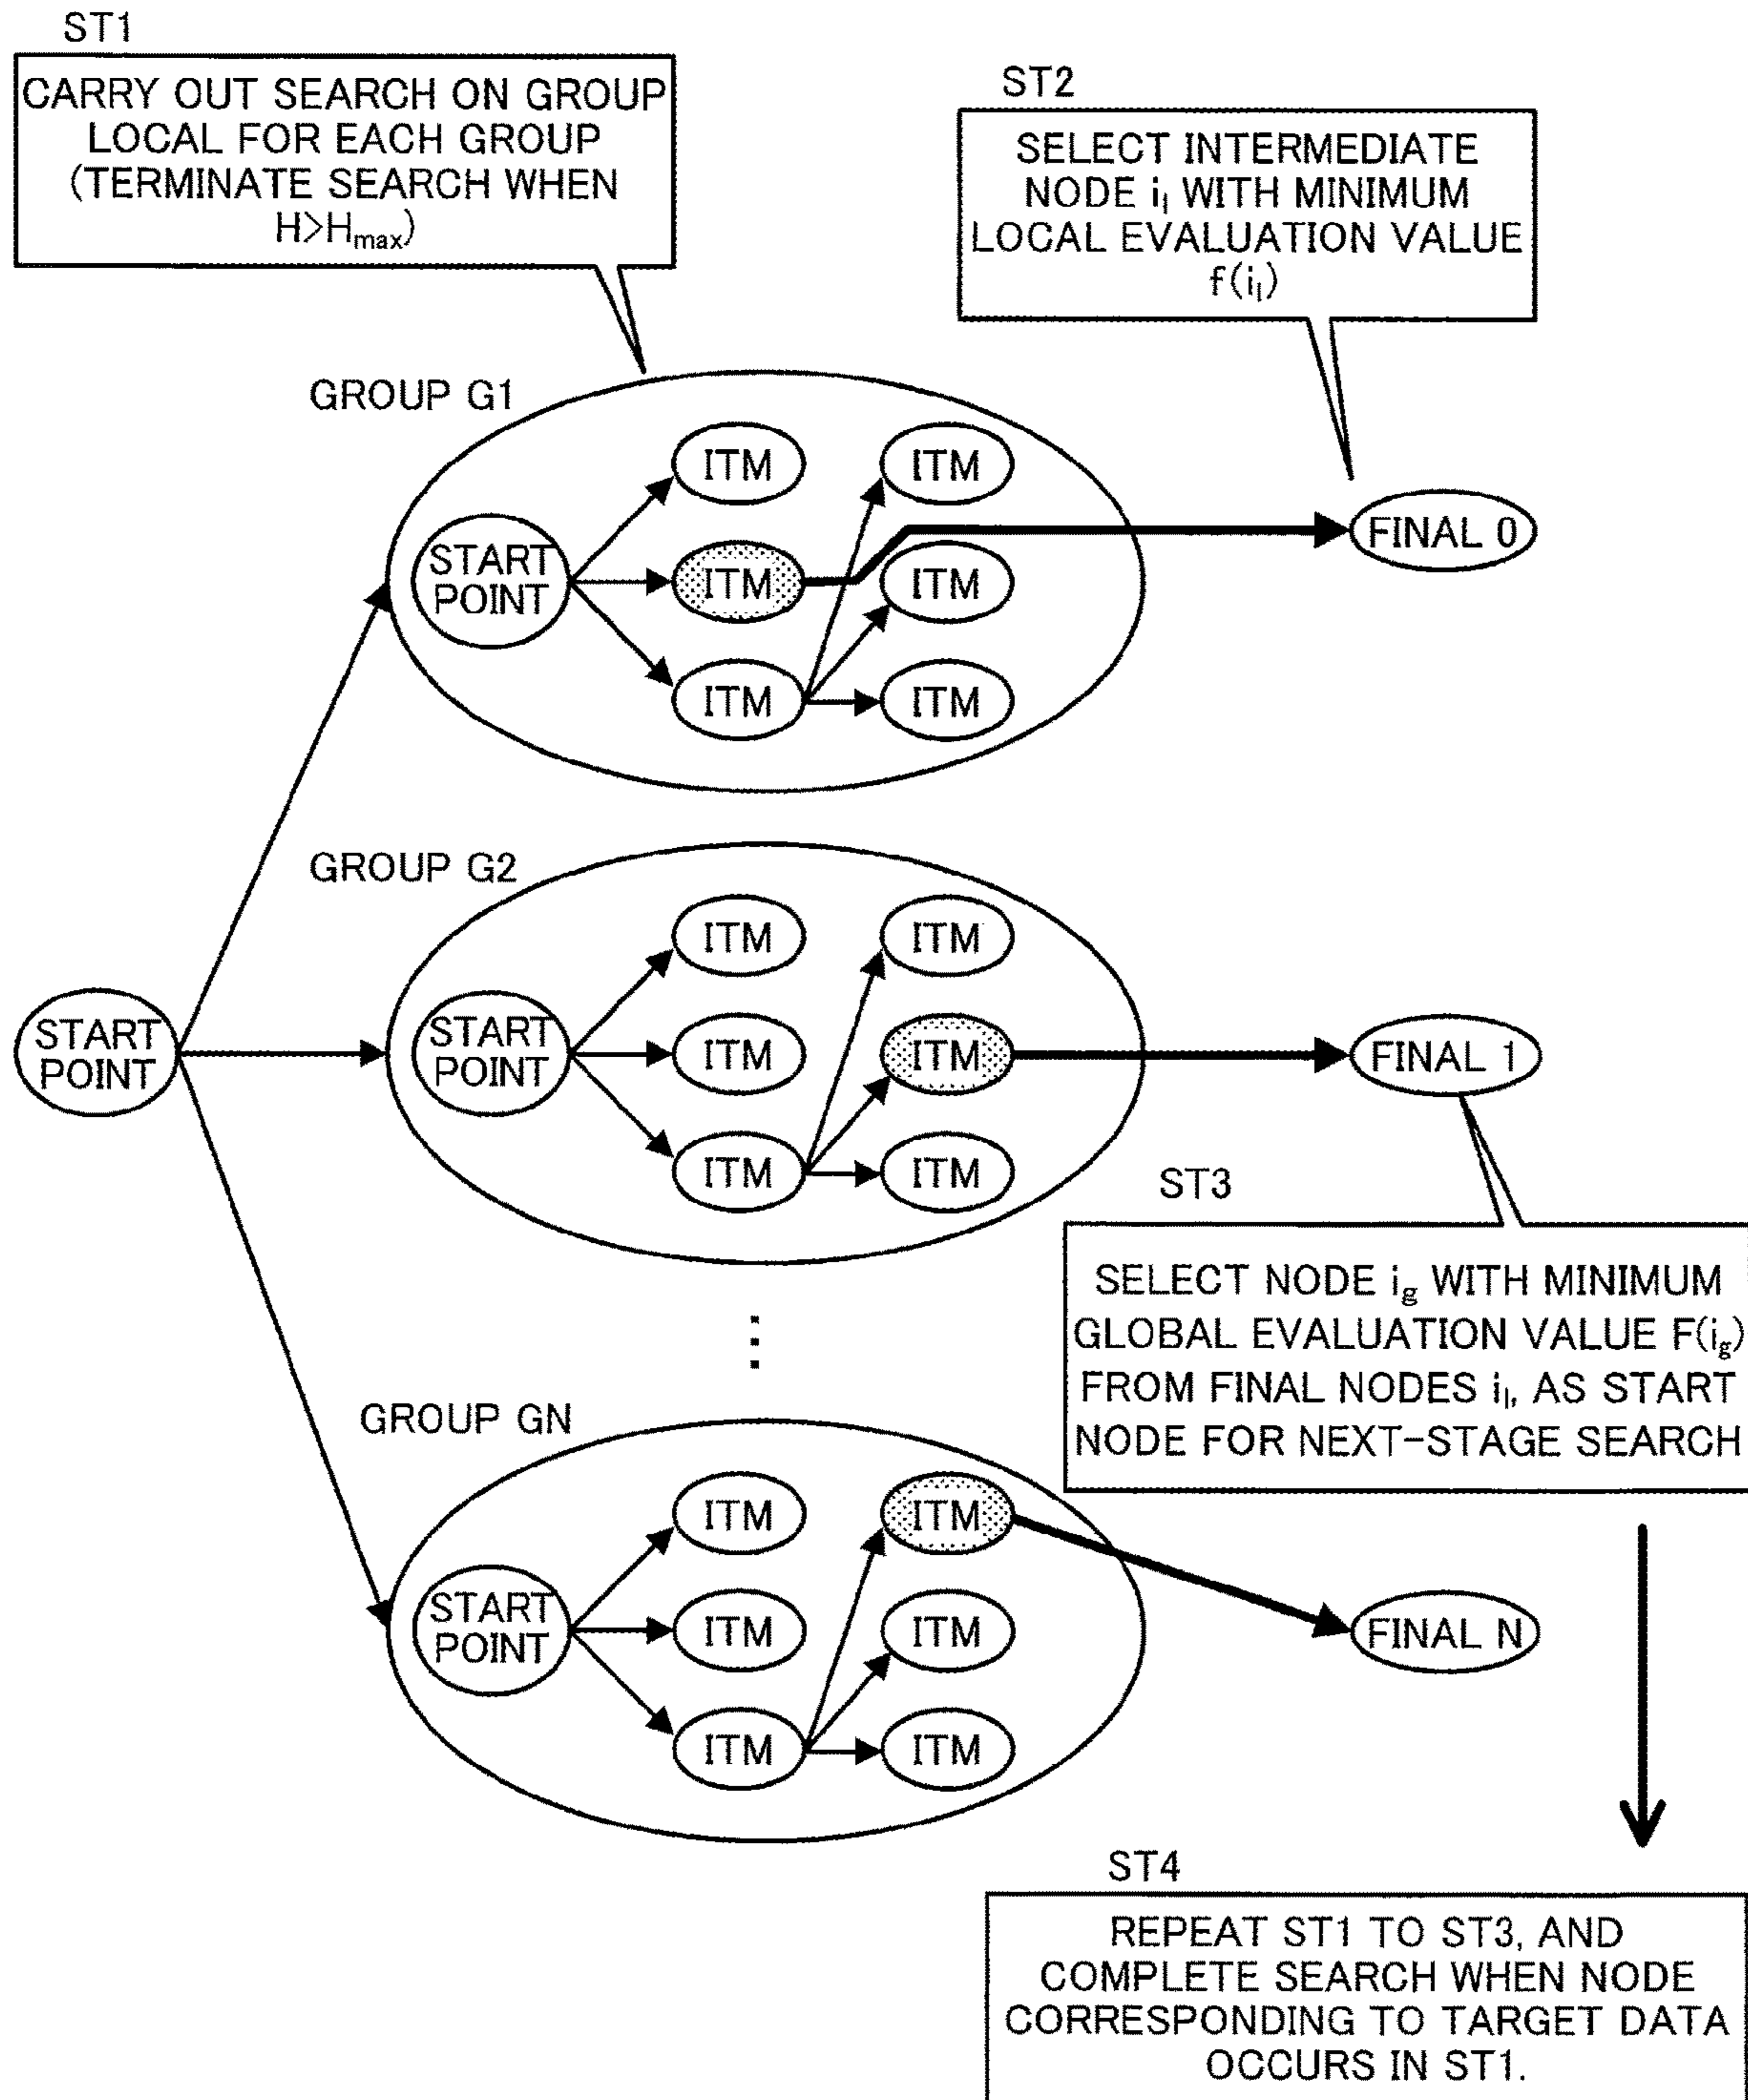 ST1
CARRY OUT SEARCH ON GROUP
LOCAL FOR EACH GROUP
(TERMINATE SEARCH WHEN
H>Hmax)
ST2
SELECT INTERMEDIATE
NODE il WITH MINIMUM
LOCAL EVALUATION VALUE
f(il)
GROUP G1
ITM
ITM
START
POINT
ITM
ITM
ITM
ITM
FINAL 0
GROUP G2
ITM
ITM
START
POINT
START
POINT
ITM
ITM
ITM
ITM
FINAL 1
ST3
SELECT NODE ig WITH MINIMUM
GLOBAL EVALUATION VALUE F(ig)
FROM FINAL NODES il, AS START
NODE FOR NEXT-STAGE SEARCH
GROUP GN
ITM
ITM
START
POINT
ITM
ITM
ITM
ITM
FINAL N
ST4
REPEAT ST1 TO ST3, AND
COMPLETE SEARCH WHEN NODE
CORRESPONDING TO TARGET DATA
OCCURS IN ST1.